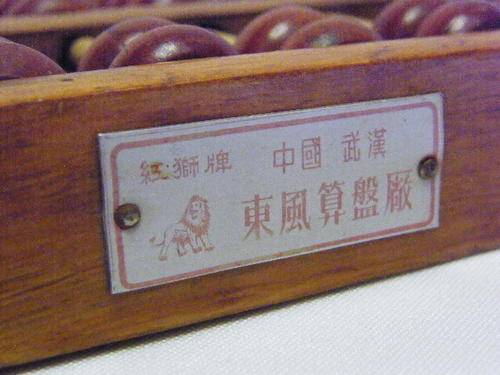 紅獅牌 中國 武漢
東風算盤廠